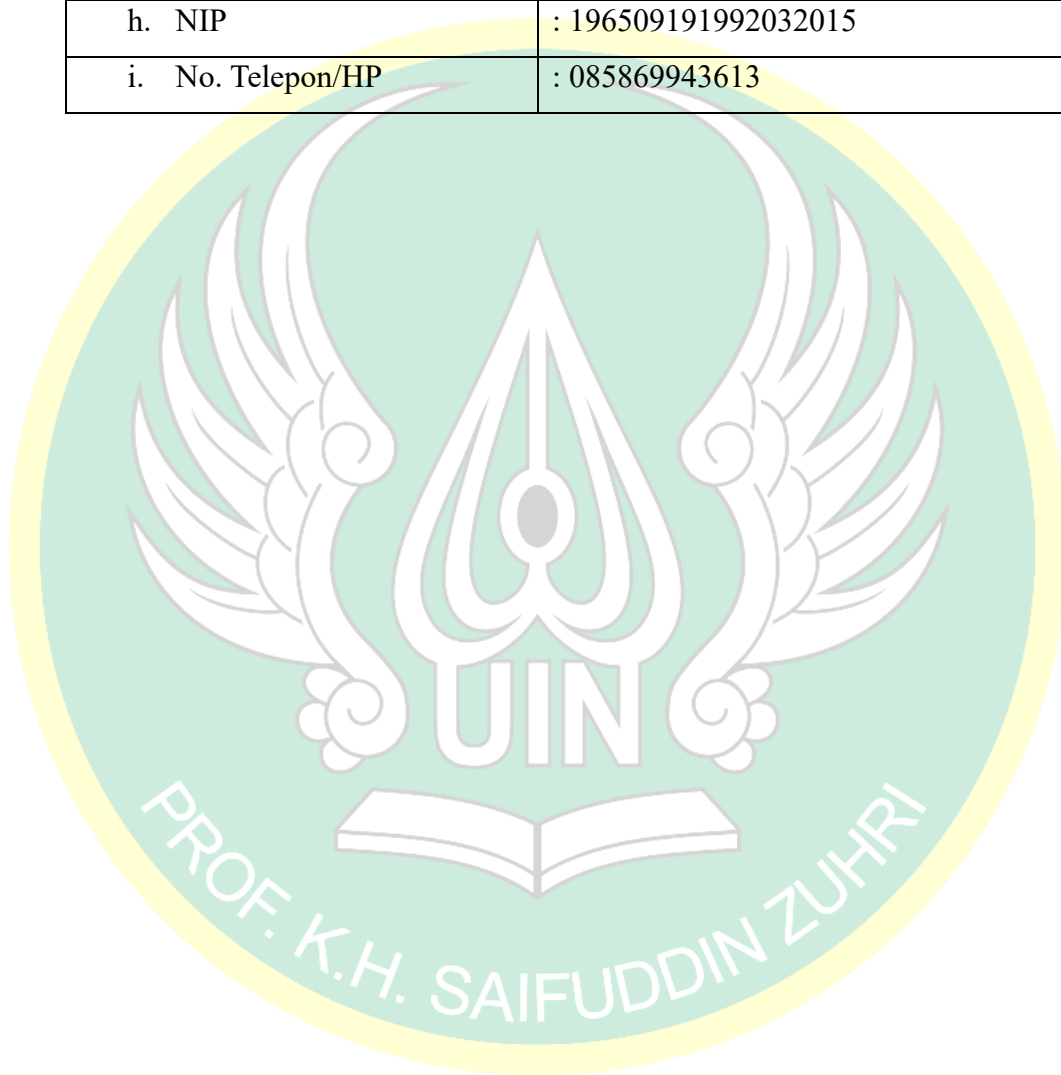 h. NIP : 196509191992032015
i. No. Telepon/HP : 085869943613
UIN
PROF. K.H. SAIFUDDIN ZUHRI